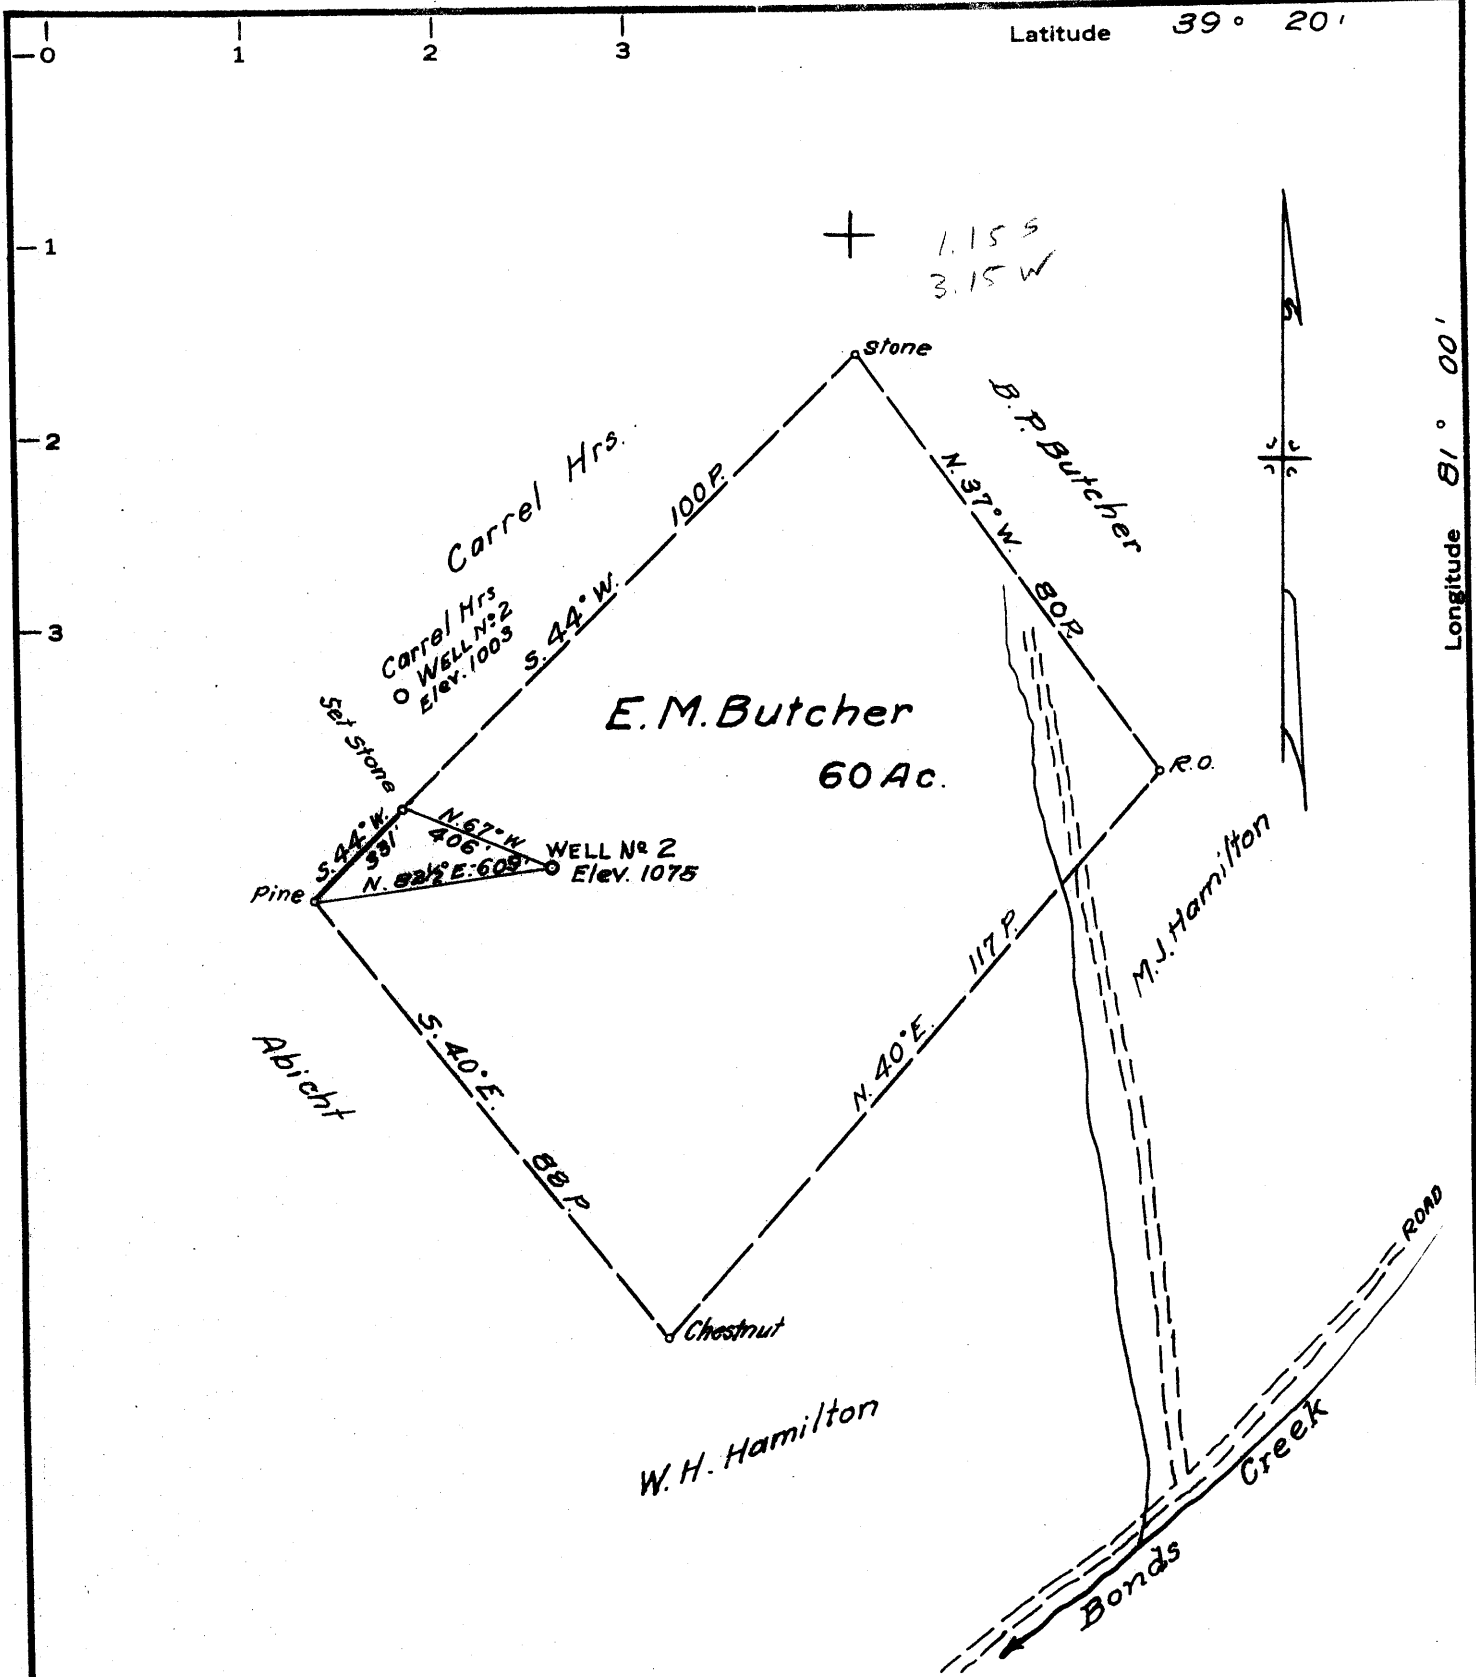 Latitude 39° 20'
0 1 2 3
1
2
3
1.15 S
3.15 W
Longitude 81° 00'
N
stone
B. P. Butcher
Carrel Hrs.
100 P.
S. 44° W.
N. 37° W.
80 P.
Carrel Hrs
WELL Nº 2
Elev. 1003
Set Stone
E. M. Butcher
60 Ac.
R.O.
S. 44° W.
331'
N. 67° W
406'
N. 82½° E. 609'
WELL Nº 2
Elev. 1075
Pine
M. J. Hamilton
117 P.
N. 40° E.
Abicht
S. 40° E.
88 P.
Chestnut
W. H. Hamilton
ROAD
Bonds Creek